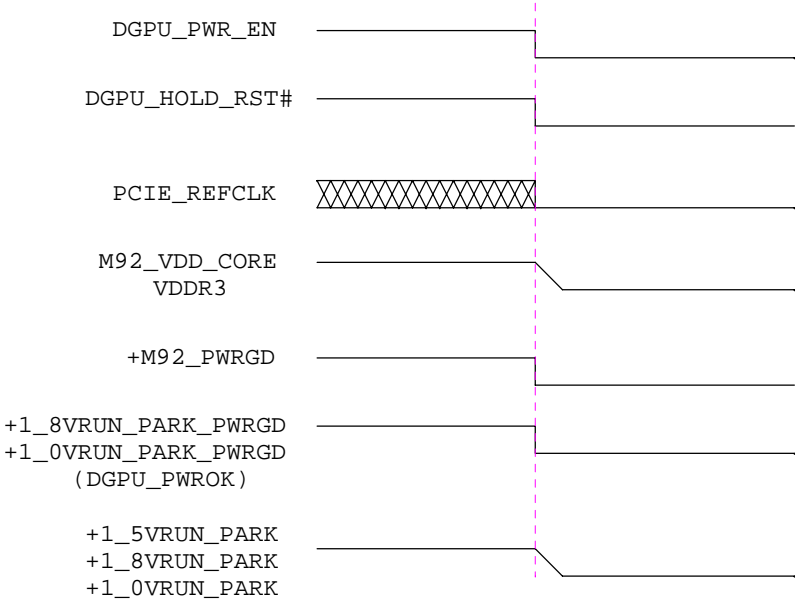 DGPU_PWR_EN
DGPU_HOLD_RST#
PCIE_REFCLK
M92_VDD_CORE
VDDR3
+M92_PWRGD
+1_8VRUN_PARK_PWRGD
+1_0VRUN_PARK_PWRGD
(DGPU_PWROK)
+1_5VRUN_PARK
+1_8VRUN_PARK
+1_0VRUN_PARK